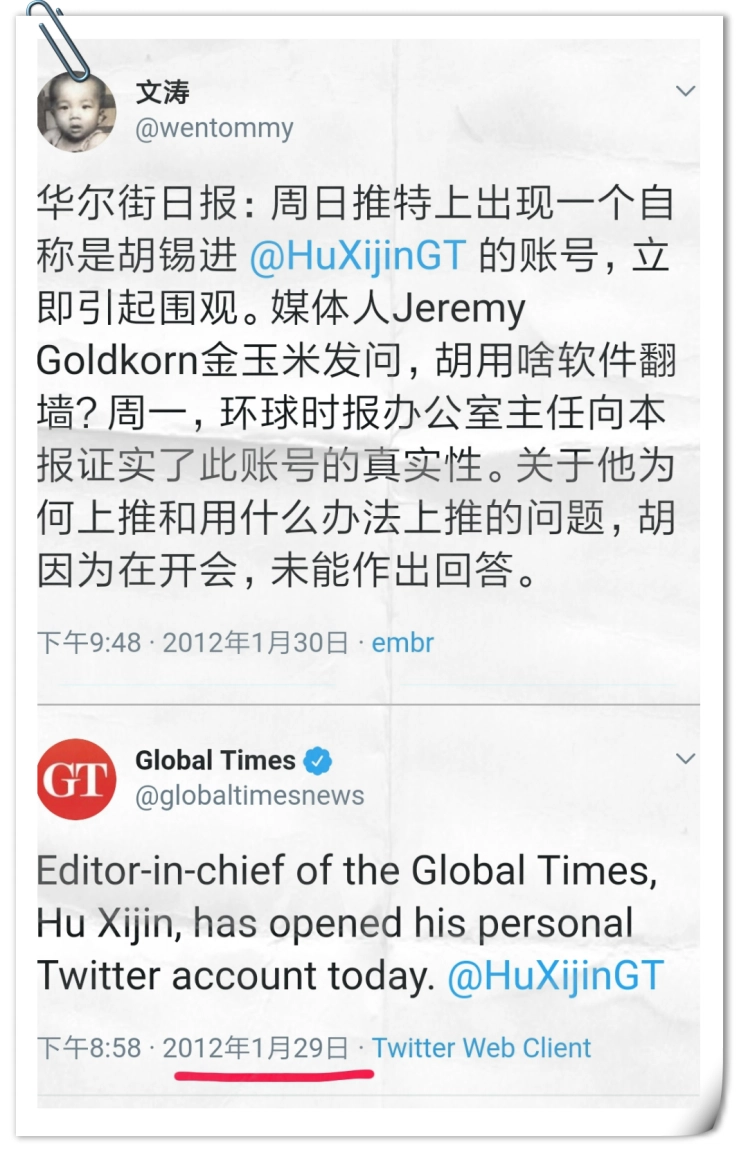 文涛
@wentommy
华尔街日报：周日推特上出现一个自
称是胡锡进 @HuXijinGT 的账号，立
即引起围观。媒体人Jeremy
Goldkorn金玉米发问，胡用啥软件翻
墙？周一，环球时报办公室主任向本
报证实了此账号的真实性。关于他为
何上推和用什么办法上推的问题，胡
因为在开会，未能作出回答。
下午9:48 · 2012年1月30日 · embr
GT
Global Times
@globaltimesnews
Editor-in-chief of the Global Times,
Hu Xijin, has opened his personal
Twitter account today. @HuXijinGT
下午8:58 · 2012年1月29日 · Twitter Web Client